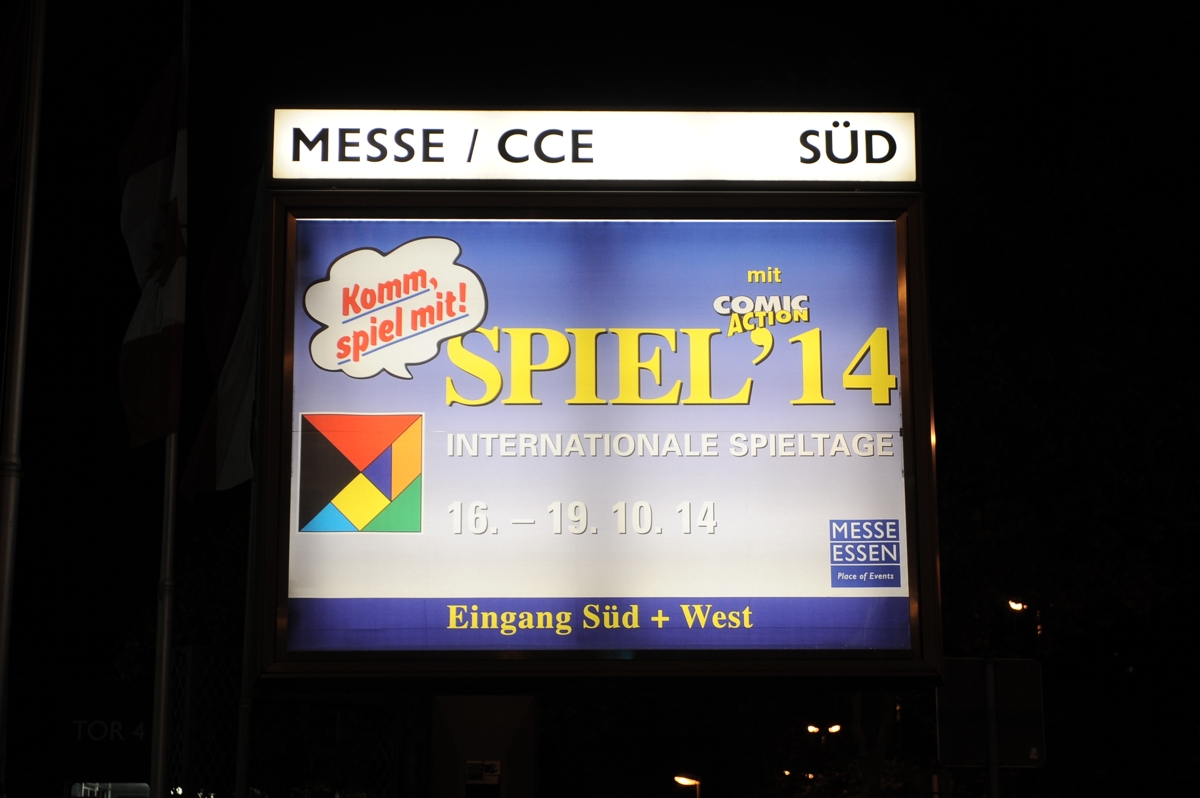 MESSE / CCE SÜD
Komm,
spiel mit!
mit
COMIC
ACTION
SPIEL'14
INTERNATIONALE SPIELTAGE
16. – 19. 10. 14
MESSE
ESSEN
Place of Events
Eingang Süd + West
TOR 4